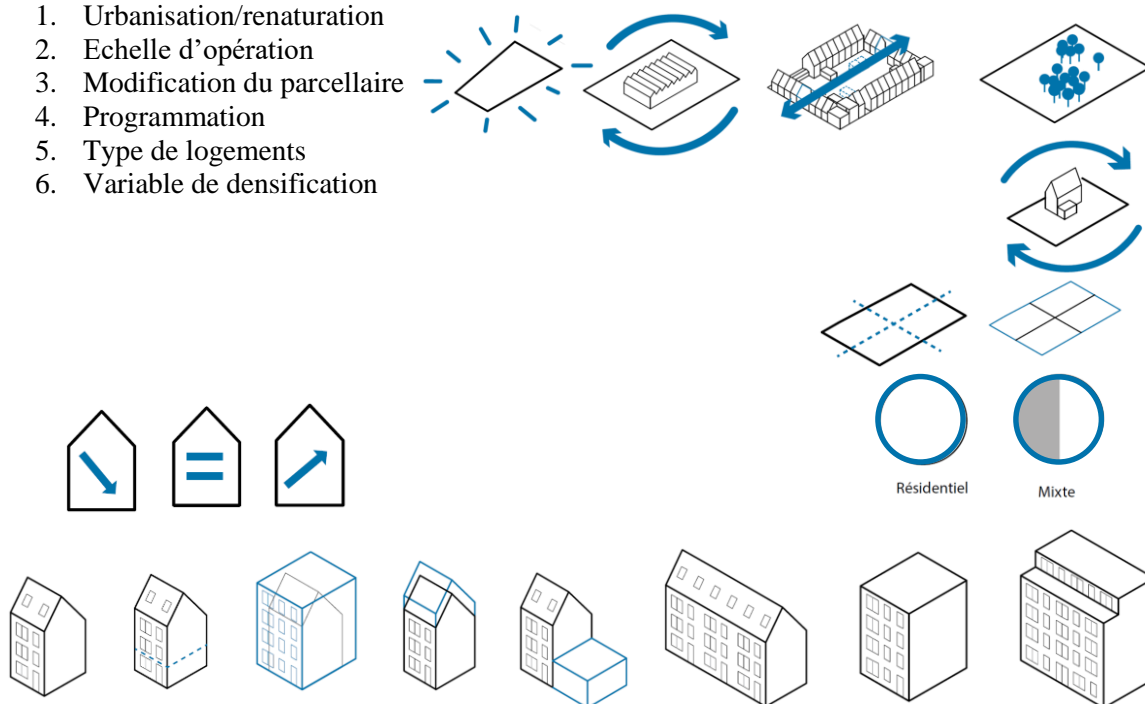 1. Urbanisation/renaturation
2. Echelle d’opération
3. Modification du parcellaire
4. Programmation
5. Type de logements
6. Variable de densification
Résidentiel
Mixte